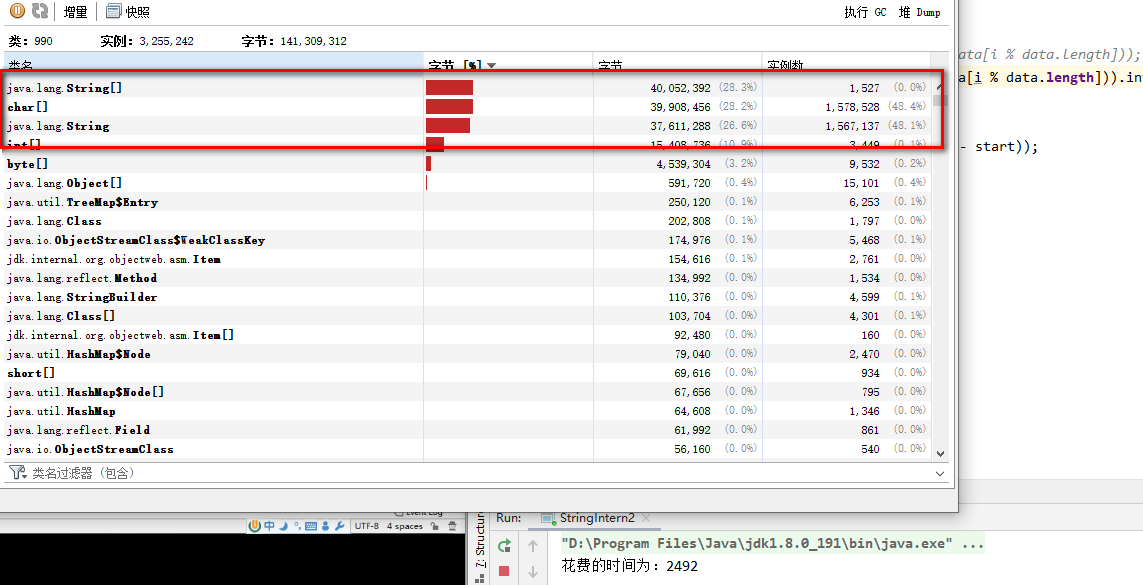 增量 快照 执行 GC 堆 Dump
类: 990 实例: 3,255,242 字节: 141,309,312
ata[i % data.length]));
类名 字节 [%] 字节 实例数
a[i % data.length])).in
java.lang.String[] 40,052,392 (28.3%) 1,527 (0.0%)
char[] 39,908,456 (28.2%) 1,578,528 (48.4%)
java.lang.String 37,611,288 (26.6%) 1,567,137 (48.1%)
int[] 15,408,736 (10.9%) 3,449 (0.1%)
- start));
byte[] 4,539,304 (3.2%) 9,532 (0.2%)
java.lang.Object[] 591,720 (0.4%) 15,101 (0.4%)
java.util.TreeMap$Entry 250,120 (0.1%) 6,253 (0.1%)
java.lang.Class 202,808 (0.1%) 1,797 (0.0%)
java.io.ObjectStreamClass$WeakClassKey 174,976 (0.1%) 5,468 (0.1%)
jdk.internal.org.objectweb.asm.Item 154,616 (0.1%) 2,761 (0.0%)
java.lang.reflect.Method 134,992 (0.0%) 1,534 (0.0%)
java.lang.StringBuilder 110,376 (0.0%) 4,599 (0.1%)
java.lang.Class[] 103,704 (0.0%) 4,301 (0.1%)
jdk.internal.org.objectweb.asm.Item[] 92,480 (0.0%) 160 (0.0%)
java.util.HashMap$Node 79,040 (0.0%) 2,470 (0.0%)
short[] 69,616 (0.0%) 934 (0.0%)
java.util.HashMap$Node[] 67,656 (0.0%) 795 (0.0%)
java.util.HashMap 64,608 (0.0%) 1,346 (0.0%)
java.lang.reflect.Field 61,992 (0.0%) 861 (0.0%)
java.io.ObjectStreamClass 56,160 (0.0%) 540 (0.0%)
类名过滤器 (包含)
Event Log
中 UTF-8 4 spaces
7: Structure
Run: StringIntern2
"D:\Program Files\Java\jdk1.8.0_191\bin\java.exe" ...
花费的时间为：2492